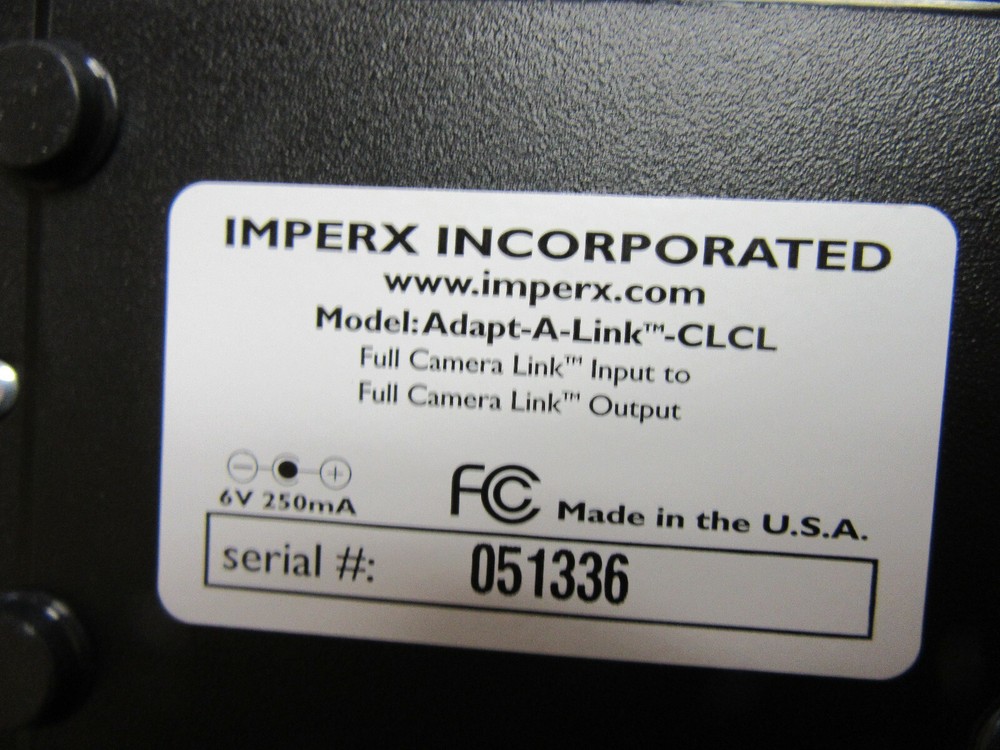 IMPERX INCORPORATED
www.imperx.com
Model:Adapt-A-Link™-CLCL
Full Camera Link™ Input to
Full Camera Link™ Output
6V 250mA
FC Made in the U.S.A.
serial #: 051336